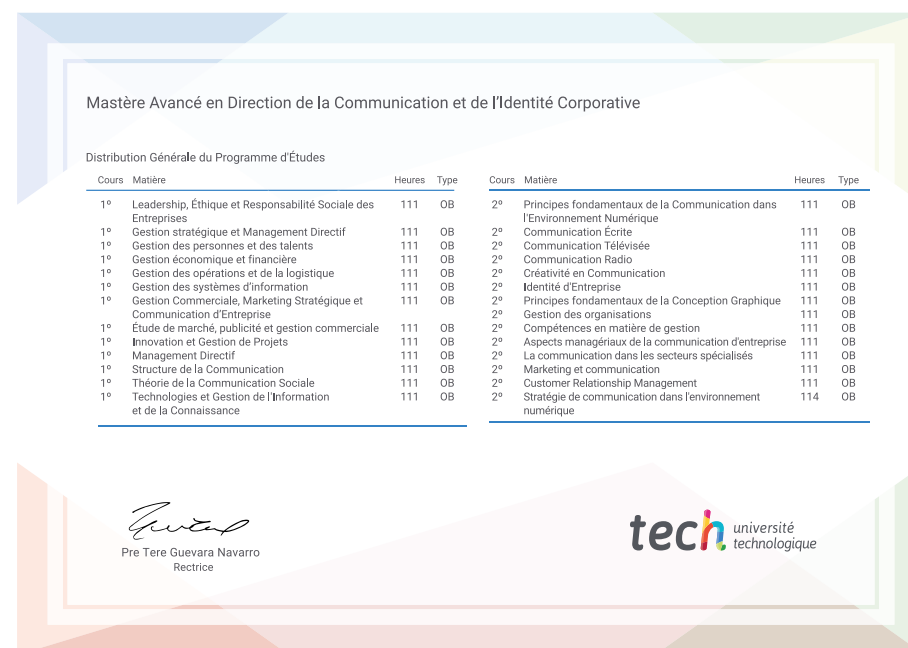 Mastère Avancé en Direction de la Communication et de l'Identité Corporative
Distribution Générale du Programme d'Études
Cours Matière Heures Type
1º Leadership, Éthique et Responsabilité Sociale des 111 OB
Entreprises
1º Gestion stratégique et Management Directif 111 OB
1º Gestion des personnes et des talents 111 OB
1º Gestion économique et financière 111 OB
1º Gestion des opérations et de la logistique 111 OB
1º Gestion des systèmes d'information 111 OB
1º Gestion Commerciale, Marketing Stratégique et 111 OB
Communication d'Entreprise
1º Étude de marché, publicité et gestion commerciale 111 OB
1º Innovation et Gestion de Projets 111 OB
1º Management Directif 111 OB
1º Structure de la Communication 111 OB
1º Théorie de la Communication Sociale 111 OB
1º Technologies et Gestion de l'Information 111 OB
et de la Connaissance
Cours Matière Heures Type
2º Principes fondamentaux de la Communication dans 111 OB
l'Environnement Numérique
2º Communication Écrite 111 OB
2º Communication Télévisée 111 OB
2º Communication Radio 111 OB
2º Créativité en Communication 111 OB
2º Identité d'Entreprise 111 OB
2º Principes fondamentaux de la Conception Graphique 111 OB
2º Gestion des organisations 111 OB
2º Compétences en matière de gestion 111 OB
2º Aspects managériaux de la communication d'entreprise 111 OB
2º La communication dans les secteurs spécialisés 111 OB
2º Marketing et communication 111 OB
2º Customer Relationship Management 111 OB
2º Stratégie de communication dans l'environnement 114 OB
numérique
Pre Tere Guevara Navarro
Rectrice
tech université
technologique